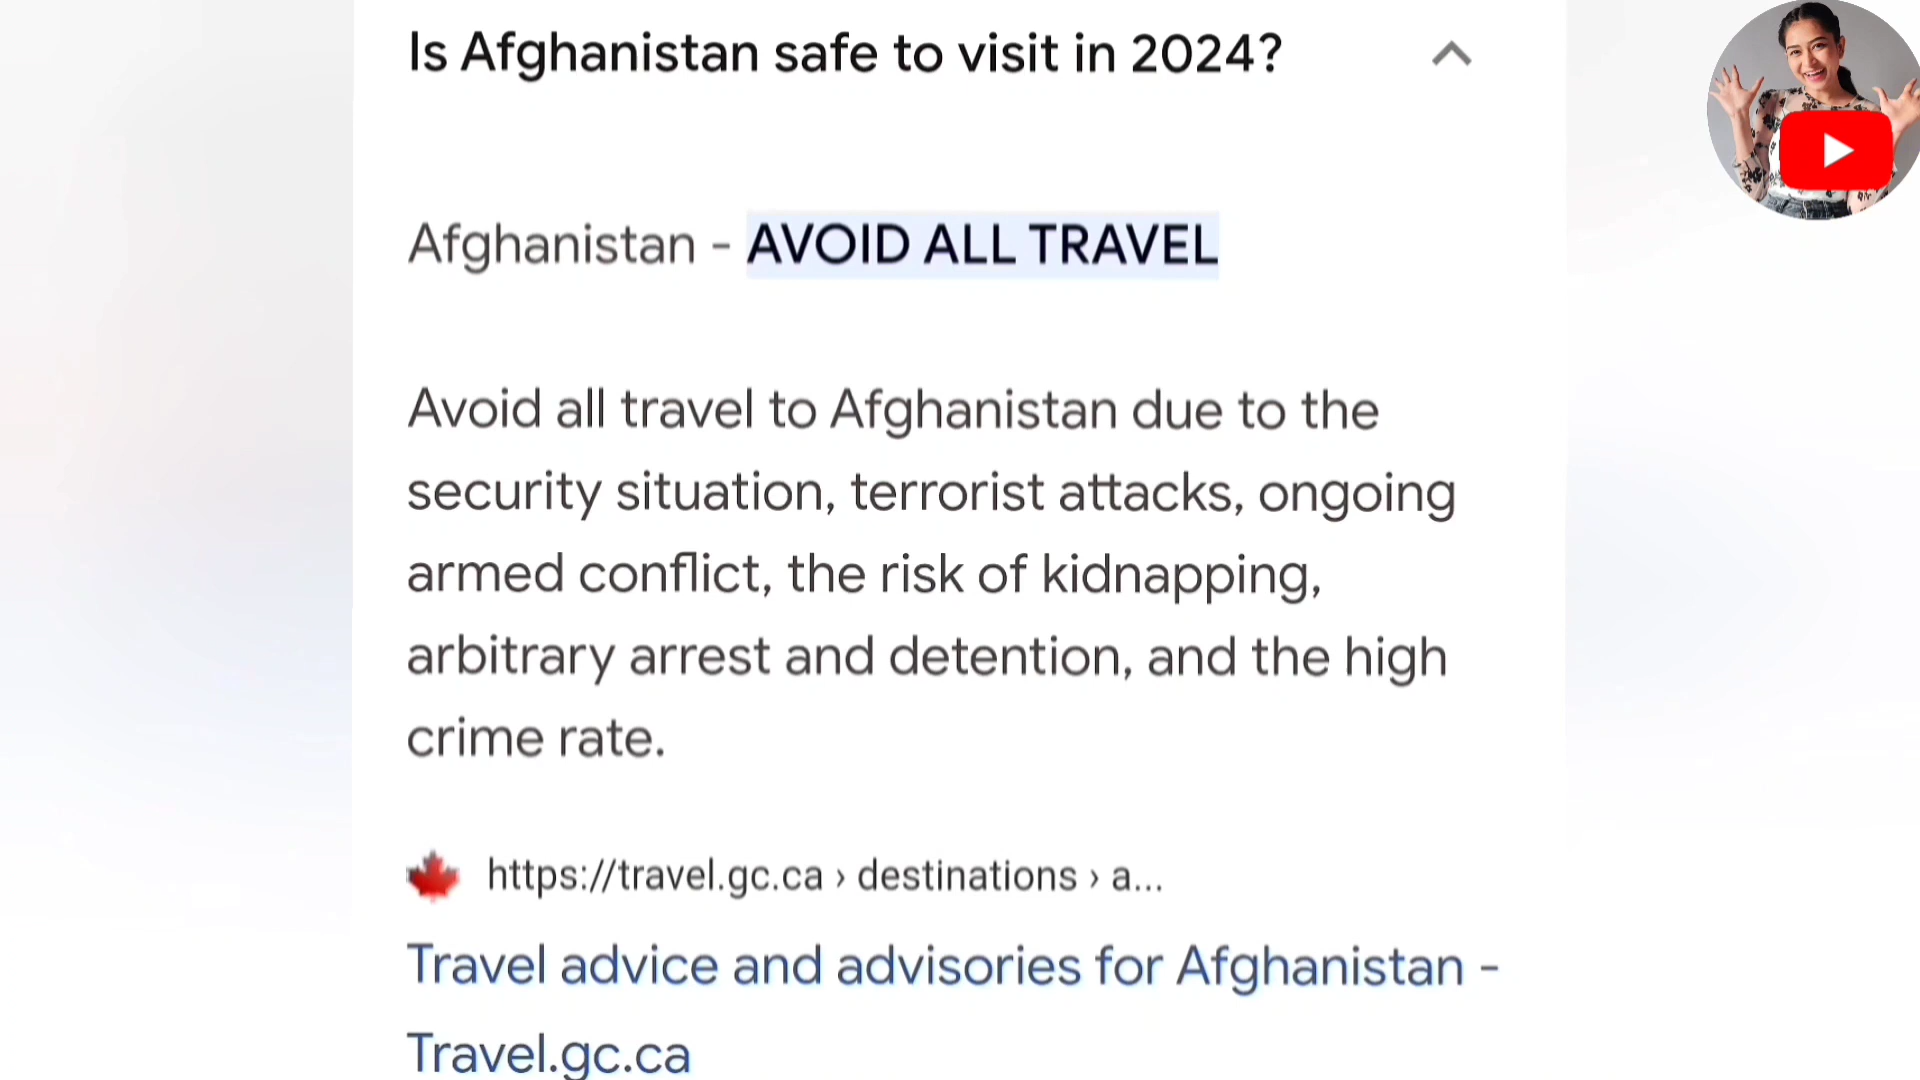 Is Afghanistan safe to visit in 2024?
Afghanistan - AVOID ALL TRAVEL
Avoid all travel to Afghanistan due to the
security situation, terrorist attacks, ongoing
armed conflict, the risk of kidnapping,
arbitrary arrest and detention, and the high
crime rate.
https://travel.gc.ca › destinations › a...
Travel advice and advisories for Afghanistan -
Travel.gc.ca